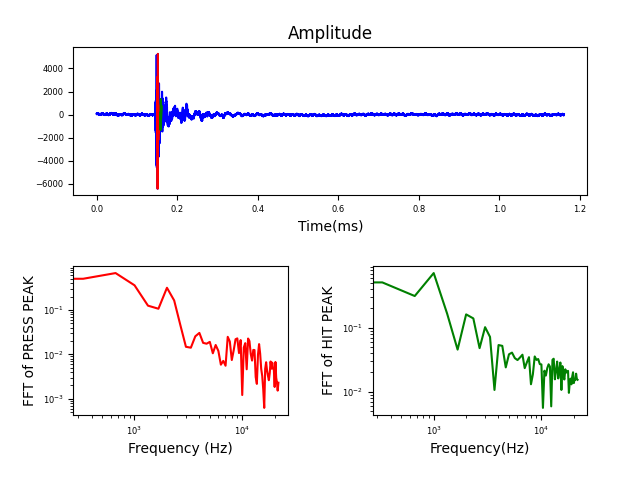 Amplitude
4000
2000
0
−2000
−4000
−6000
0.0 0.2 0.4 0.6 0.8 1.0 1.2
Time(ms)
FFT of PRESS PEAK
10⁻¹
10⁻²
10⁻³
10³ 10⁴
Frequency (Hz)
FFT of HIT PEAK
10⁻¹
10⁻²
10³ 10⁴
Frequency(Hz)